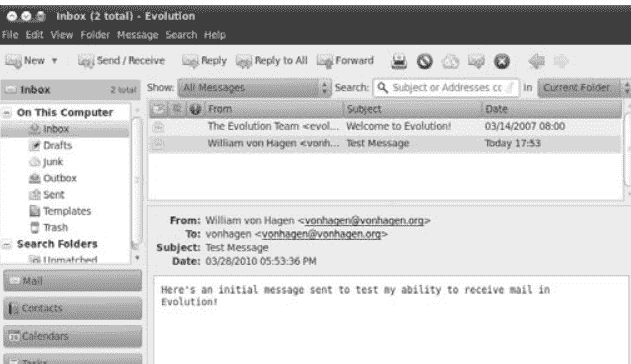 Inbox (2 total) - Evolution
File Edit View Folder Message Search Help
New Send / Receive Reply Reply to All Forward
Inbox 2 total Show: All Messages Search: Subject or Addresses cc In Current Folder
On This Computer
Inbox
Drafts
Junk
Outbox
Sent
Templates
Trash
Search Folders
Unmatched
Mail
Contacts
Calendars
Tasks
From Subject Date
The Evolution Team <evol... Welcome to Evolution! 03/14/2007 08:00
William von Hagen <vonh... Test Message Today 17:53
From: William von Hagen <vonhagen@vonhagen.org>
To: vonhagen <vonhagen@vonhagen.org>
Subject: Test Message
Date: 03/28/2010 05:53:36 PM
Here's an initial message sent to test my ability to receive mail in
Evolution!